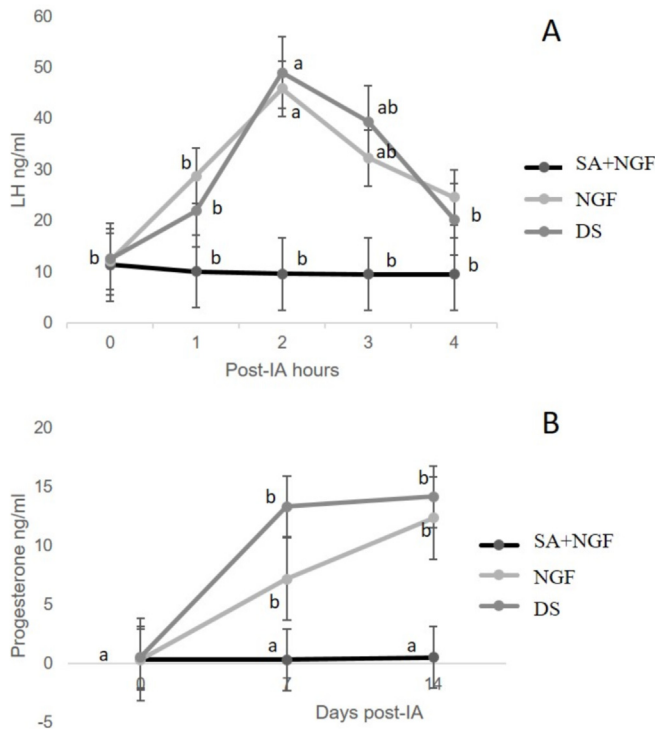 60
A
50
a
40
ab
a
LH ng/ml
30
b
ab
SA+NGF
NGF
20
b
b
DS
10
b
b
b
b
b
0
0 1 2 3 4
Post-IA hours
20
B
15
b
b
b
Progesterone ng/ml
10
SA+NGF
NGF
5
b
DS
a
a
a
0
0 7 14
Days post-IA
-5